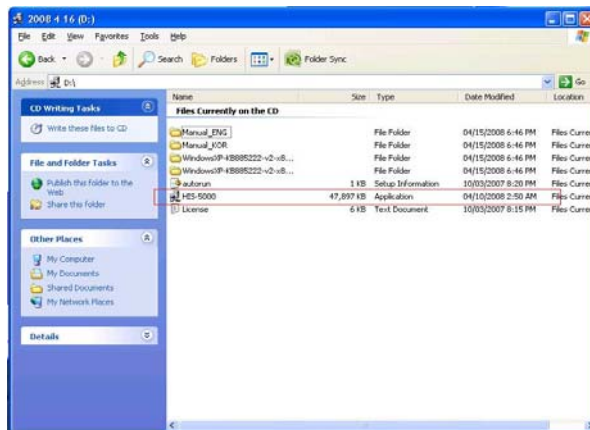 2008 4 16 (D:)
File Edit View Favorites Tools Help
Back Search Folders Folder Sync
Address D:\ Go
Name Size Type Date Modified Location
CD Writing Tasks
Files Currently on the CD
Write these files to CD
Manual_ENG File Folder 04/15/2008 6:46 PM Files Curre
Manual_KOR File Folder 04/15/2008 6:46 PM Files Curre
WindowsXP-KB885222-v2-x8... File Folder 04/15/2008 6:46 PM Files Curre
File and Folder Tasks
WindowsXP-KB885222-v2-x8... File Folder 04/15/2008 6:46 PM Files Curre
Publish this folder to the Web
autorun 1 KB Setup Information 10/03/2007 8:20 PM Files Curre
HIS-5000 47,897 KB Application 04/10/2008 2:50 AM Files Curre
Share this folder
License 6 KB Text Document 10/03/2007 8:15 PM Files Curre
Other Places
My Computer
My Documents
Shared Documents
My Network Places
Details